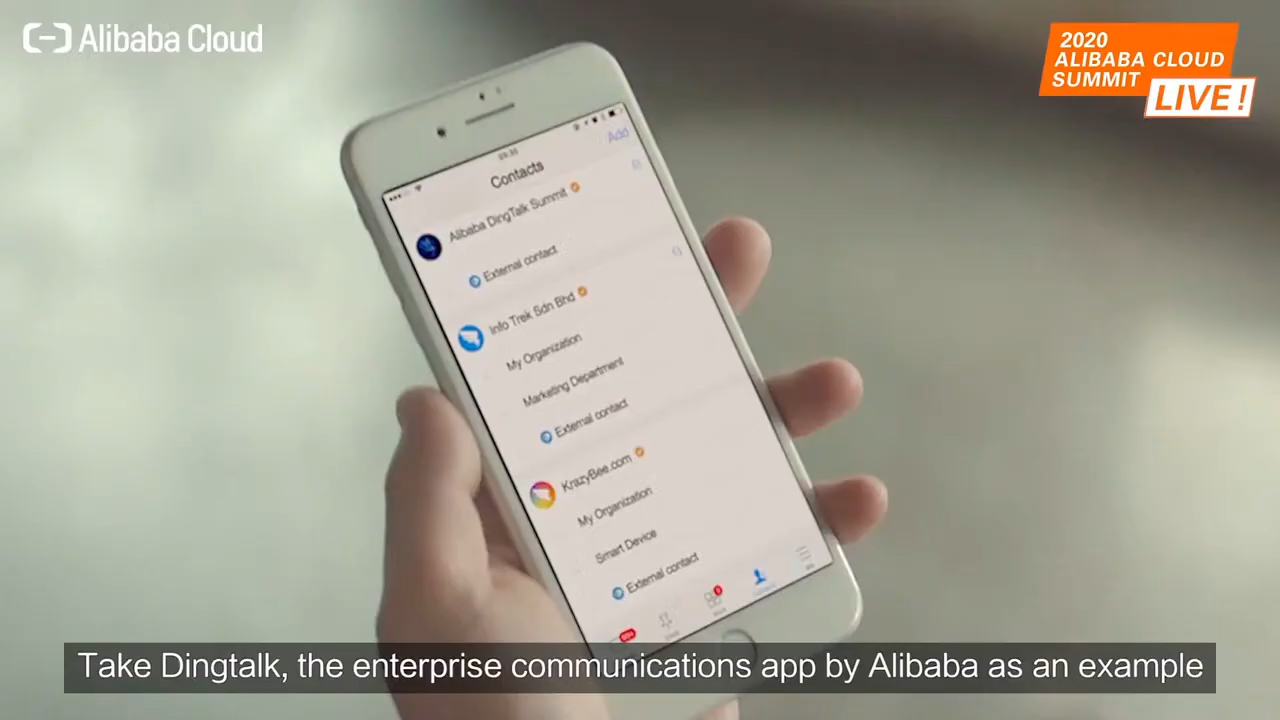 Alibaba Cloud
2020
ALIBABA CLOUD
SUMMIT
LIVE!
09:30
Contacts
Add
Alibaba DingTalk Summit
External contact
Info Trek Sdn Bhd
My Organization
Marketing Department
External contact
KrazyBee.com
My Organization
Smart Device
External contact
Take Dingtalk, the enterprise communications app by Alibaba as an example